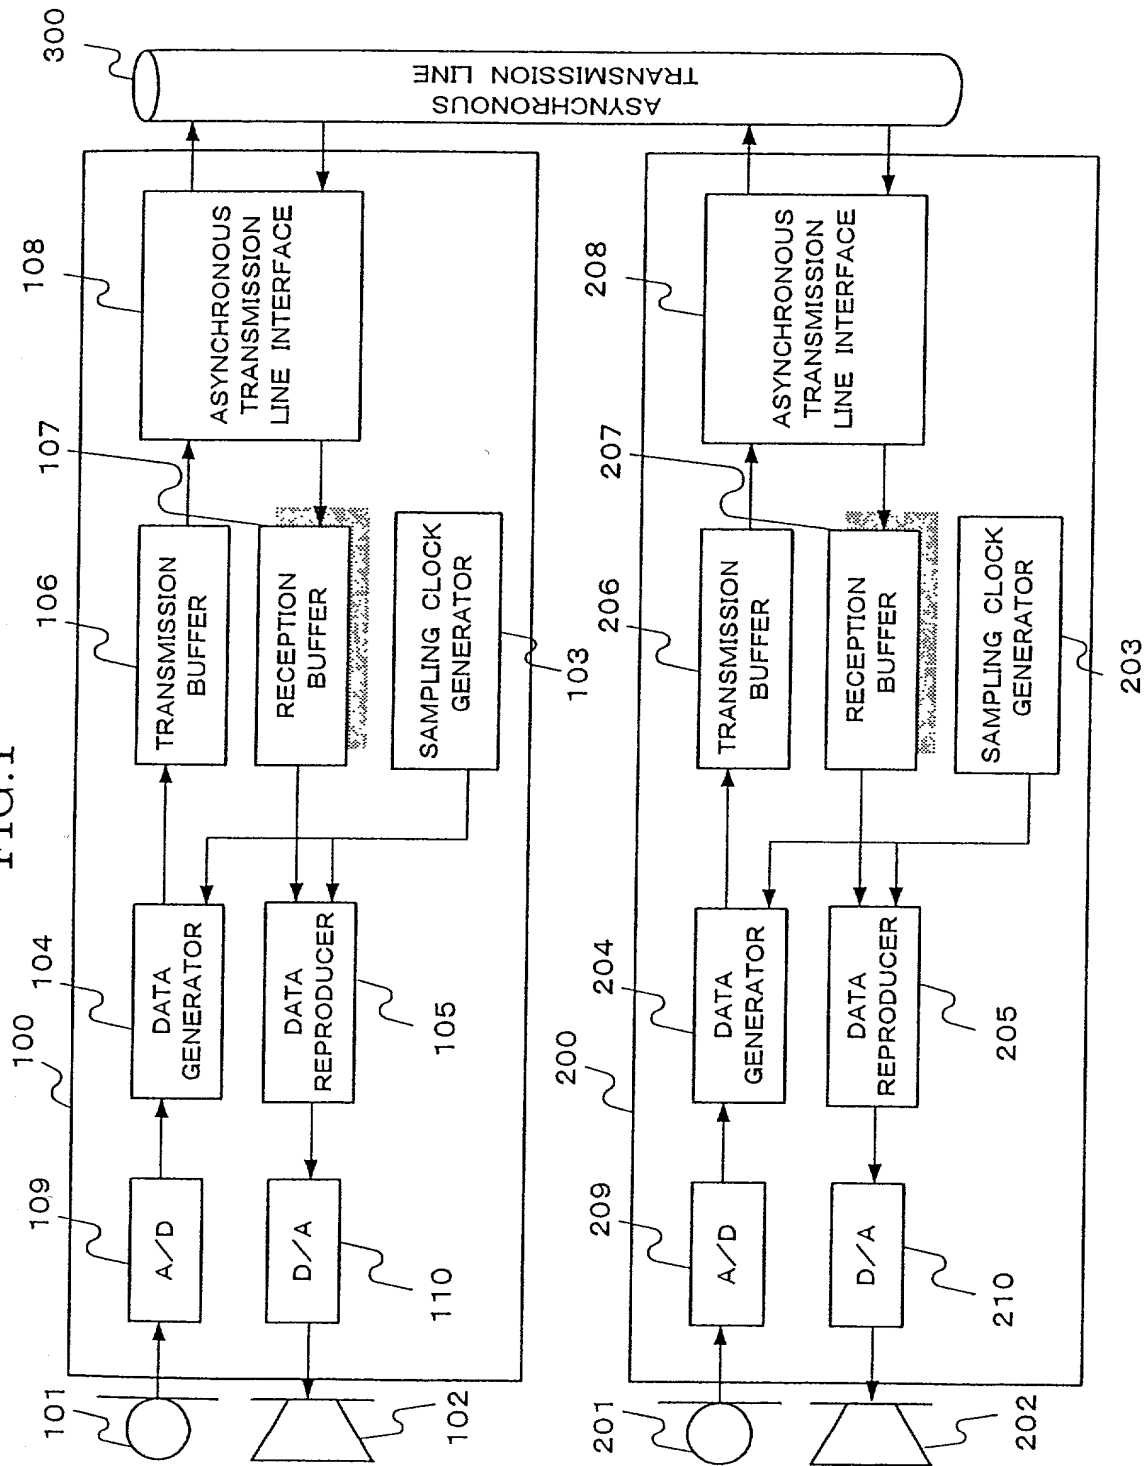 FIG.1
100
109
104
106
107
108
300
101
A/D
DATA
GENERATOR
TRANSMISSION
BUFFER
ASYNCHRONOUS
TRANSMISSION
LINE INTERFACE
ASYNCHRONOUS
TRANSMISSION LINE
D/A
DATA
REPRODUCER
RECEPTION
BUFFER
SAMPLING CLOCK
GENERATOR
102
110
105
103
200
209
204
206
207
208
201
A/D
DATA
GENERATOR
TRANSMISSION
BUFFER
ASYNCHRONOUS
TRANSMISSION
LINE INTERFACE
D/A
DATA
REPRODUCER
RECEPTION
BUFFER
SAMPLING CLOCK
GENERATOR
202
210
205
203